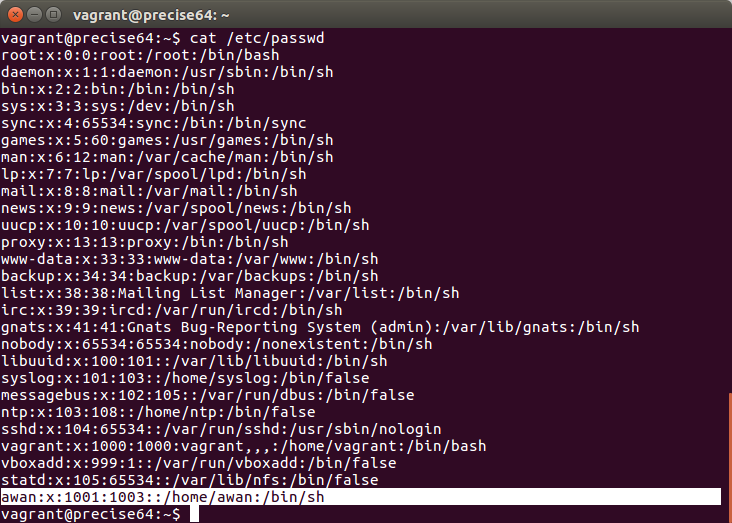 vagrant@precise64: ~
vagrant@precise64:~$ cat /etc/passwd
root:x:0:0:root:/root:/bin/bash
daemon:x:1:1:daemon:/usr/sbin:/bin/sh
bin:x:2:2:bin:/bin:/bin/sh
sys:x:3:3:sys:/dev:/bin/sh
sync:x:4:65534:sync:/bin:/bin/sync
games:x:5:60:games:/usr/games:/bin/sh
man:x:6:12:man:/var/cache/man:/bin/sh
lp:x:7:7:lp:/var/spool/lpd:/bin/sh
mail:x:8:8:mail:/var/mail:/bin/sh
news:x:9:9:news:/var/spool/news:/bin/sh
uucp:x:10:10:uucp:/var/spool/uucp:/bin/sh
proxy:x:13:13:proxy:/bin:/bin/sh
www-data:x:33:33:www-data:/var/www:/bin/sh
backup:x:34:34:backup:/var/backups:/bin/sh
list:x:38:38:Mailing List Manager:/var/list:/bin/sh
irc:x:39:39:ircd:/var/run/ircd:/bin/sh
gnats:x:41:41:Gnats Bug-Reporting System (admin):/var/lib/gnats:/bin/sh
nobody:x:65534:65534:nobody:/nonexistent:/bin/sh
libuuid:x:100:101::/var/lib/libuuid:/bin/sh
syslog:x:101:103::/home/syslog:/bin/false
messagebus:x:102:105::/var/run/dbus:/bin/false
ntp:x:103:108::/home/ntp:/bin/false
sshd:x:104:65534::/var/run/sshd:/usr/sbin/nologin
vagrant:x:1000:1000:vagrant,,,:/home/vagrant:/bin/bash
vboxadd:x:999:1::/var/run/vboxadd:/bin/false
statd:x:105:65534::/var/lib/nfs:/bin/false
awan:x:1001:1003::/home/awan:/bin/sh
vagrant@precise64:~$